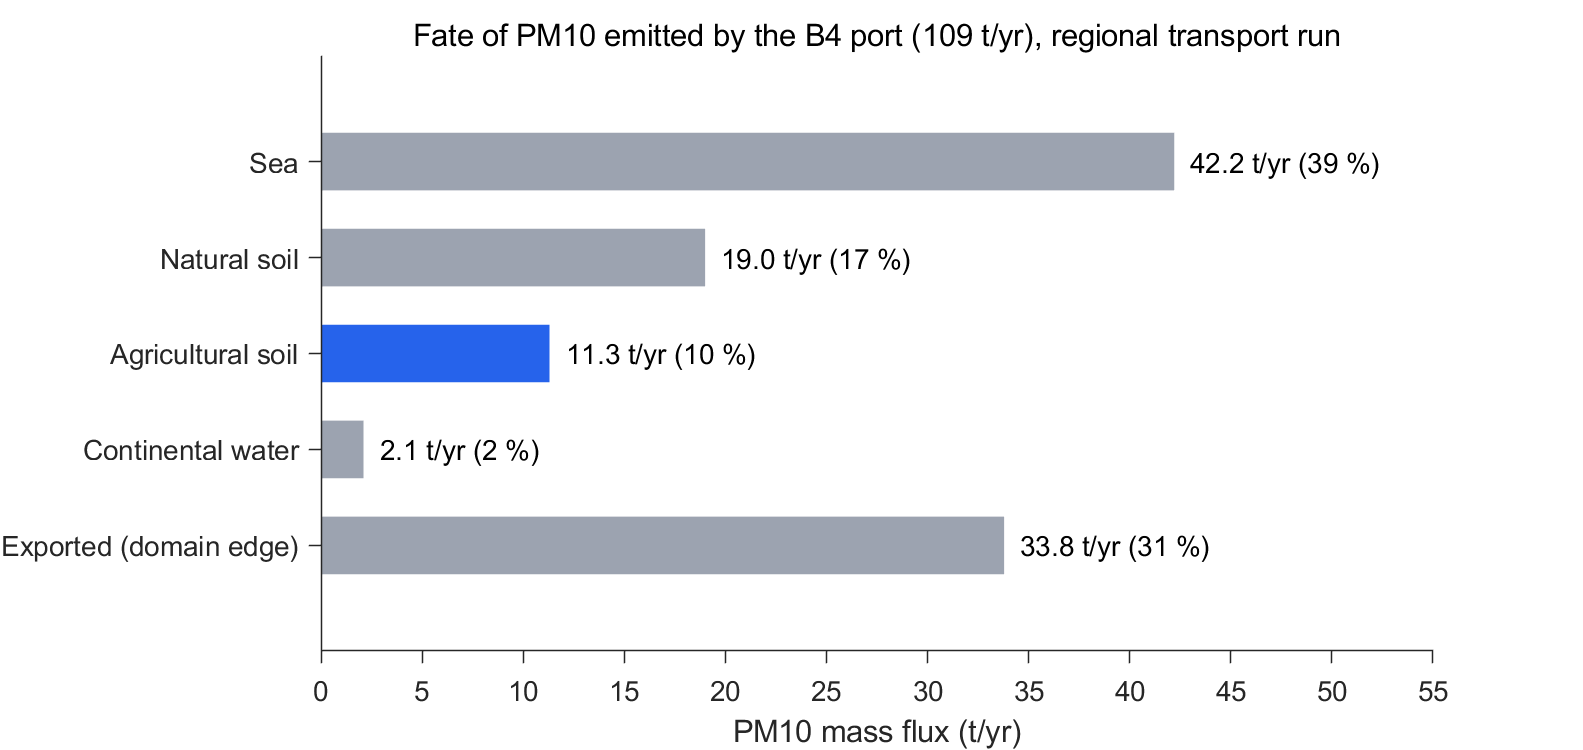 Fate of PM10 emitted by the B4 port (109 t/yr), regional transport run
Sea
42.2 t/yr (39 %)
Natural soil
19.0 t/yr (17 %)
Agricultural soil
11.3 t/yr (10 %)
Continental water
2.1 t/yr (2 %)
Exported (domain edge)
33.8 t/yr (31 %)
0 5 10 15 20 25 30 35 40 45 50 55
PM10 mass flux (t/yr)